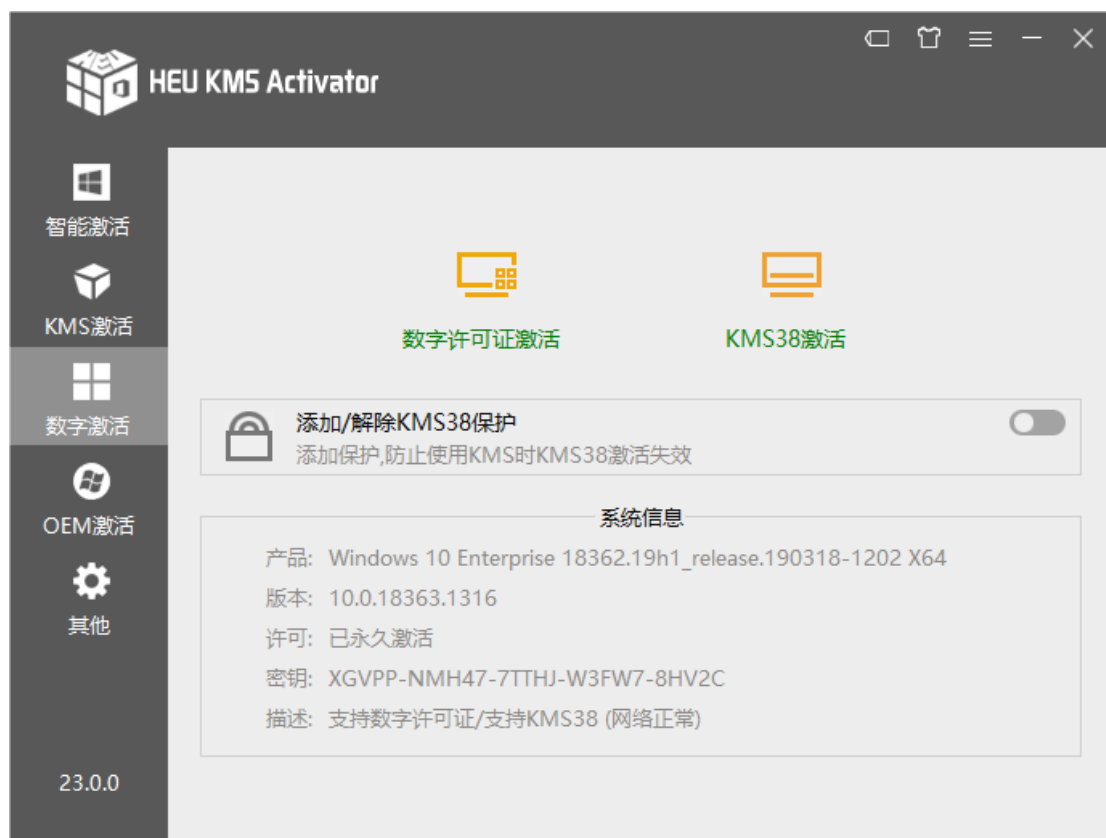 HEU KMS Activator
智能激活
KMS激活
数字激活
OEM激活
其他
23.0.0
数字许可证激活
KMS38激活
添加/解除KMS38保护
添加保护,防止使用KMS时KMS38激活失效
系统信息
产品: Windows 10 Enterprise 18362.19h1_release.190318-1202 X64
版本: 10.0.18363.1316
许可: 已永久激活
密钥: XGVPP-NMH47-7TTHJ-W3FW7-8HV2C
描述: 支持数字许可证/支持KMS38 (网络正常)